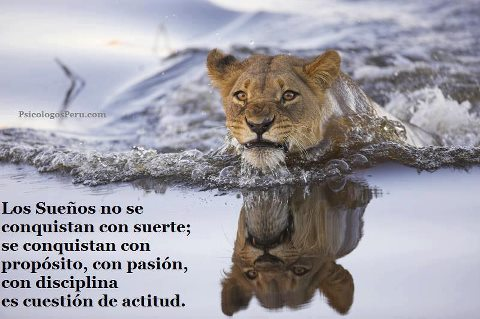 PsicologosPeru.com
Los Sueños no se
conquistan con suerte;
se conquistan con
propósito, con pasión,
con disciplina
es cuestión de actitud.